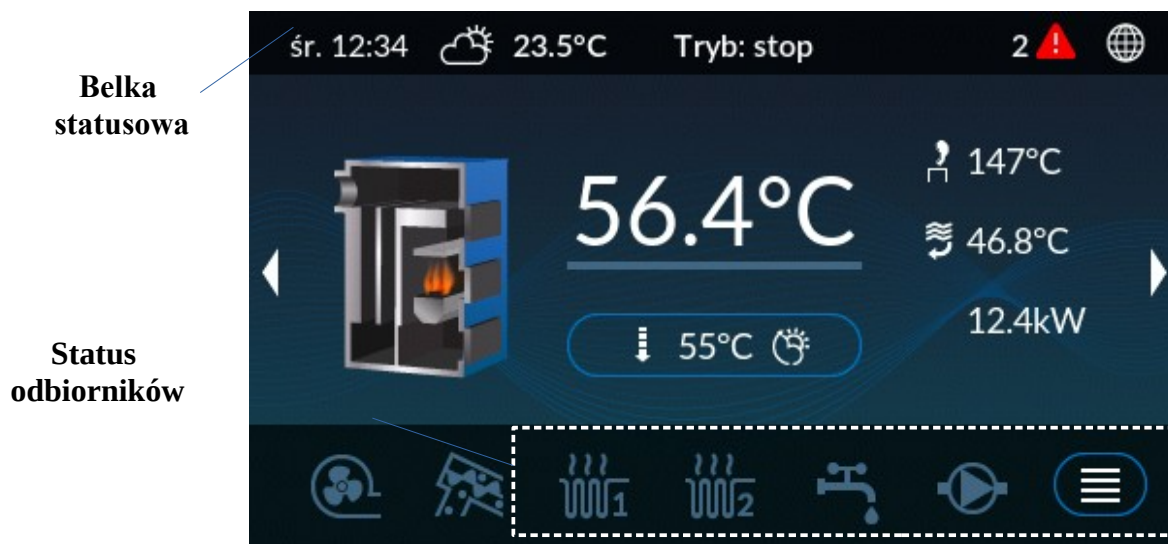 śr. 12:34 23.5°C Tryb: stop 2
Belka
statusowa
147°C
56.4°C
46.8°C
12.4kW
55°C
Status
odbiorników
1 2